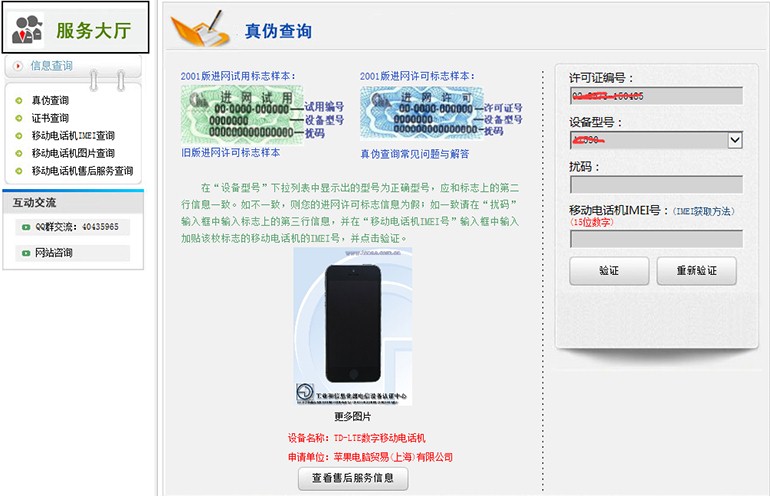 服务大厅
信息查询
真伪查询
证书查询
移动电话机IMEI查询
移动电话机图片查询
移动电话机售后服务查询
互动交流
QQ群交流: 40435965
网站咨询
真伪查询
2001版进网试用标志样本:
2001版进网许可标志样本:
进网试用
00-0000-000000
0000000
000000000000000
试用编号
设备型号
扰码
进网许可
00-0000-000000
0000000
000000000000000
许可证号
设备型号
扰码
旧版进网许可标志样本
真伪查询常见问题与解答
在“设备型号”下拉列表中显示出的型号为正确型号，应和标志上的第二
行信息一致。如不一致，则您的进网许可标志信息为假；如一致请在“扰码”
输入框中输入标志上的第三行信息，并在“移动电话机IMEI号”输入框中输入
加贴该枚标志的移动电话机的IMEI号，并点击验证。
工业和信息化部电信设备认证中心
更多图片
设备名称: TD-LTE数字移动电话机
申请单位: 苹果电脑贸易(上海)有限公司
查看售后服务信息
许可证编号：
设备型号：
扰码：
移动电话机IMEI号：(IMEI获取方法)
(15位数字)
验证
重新验证